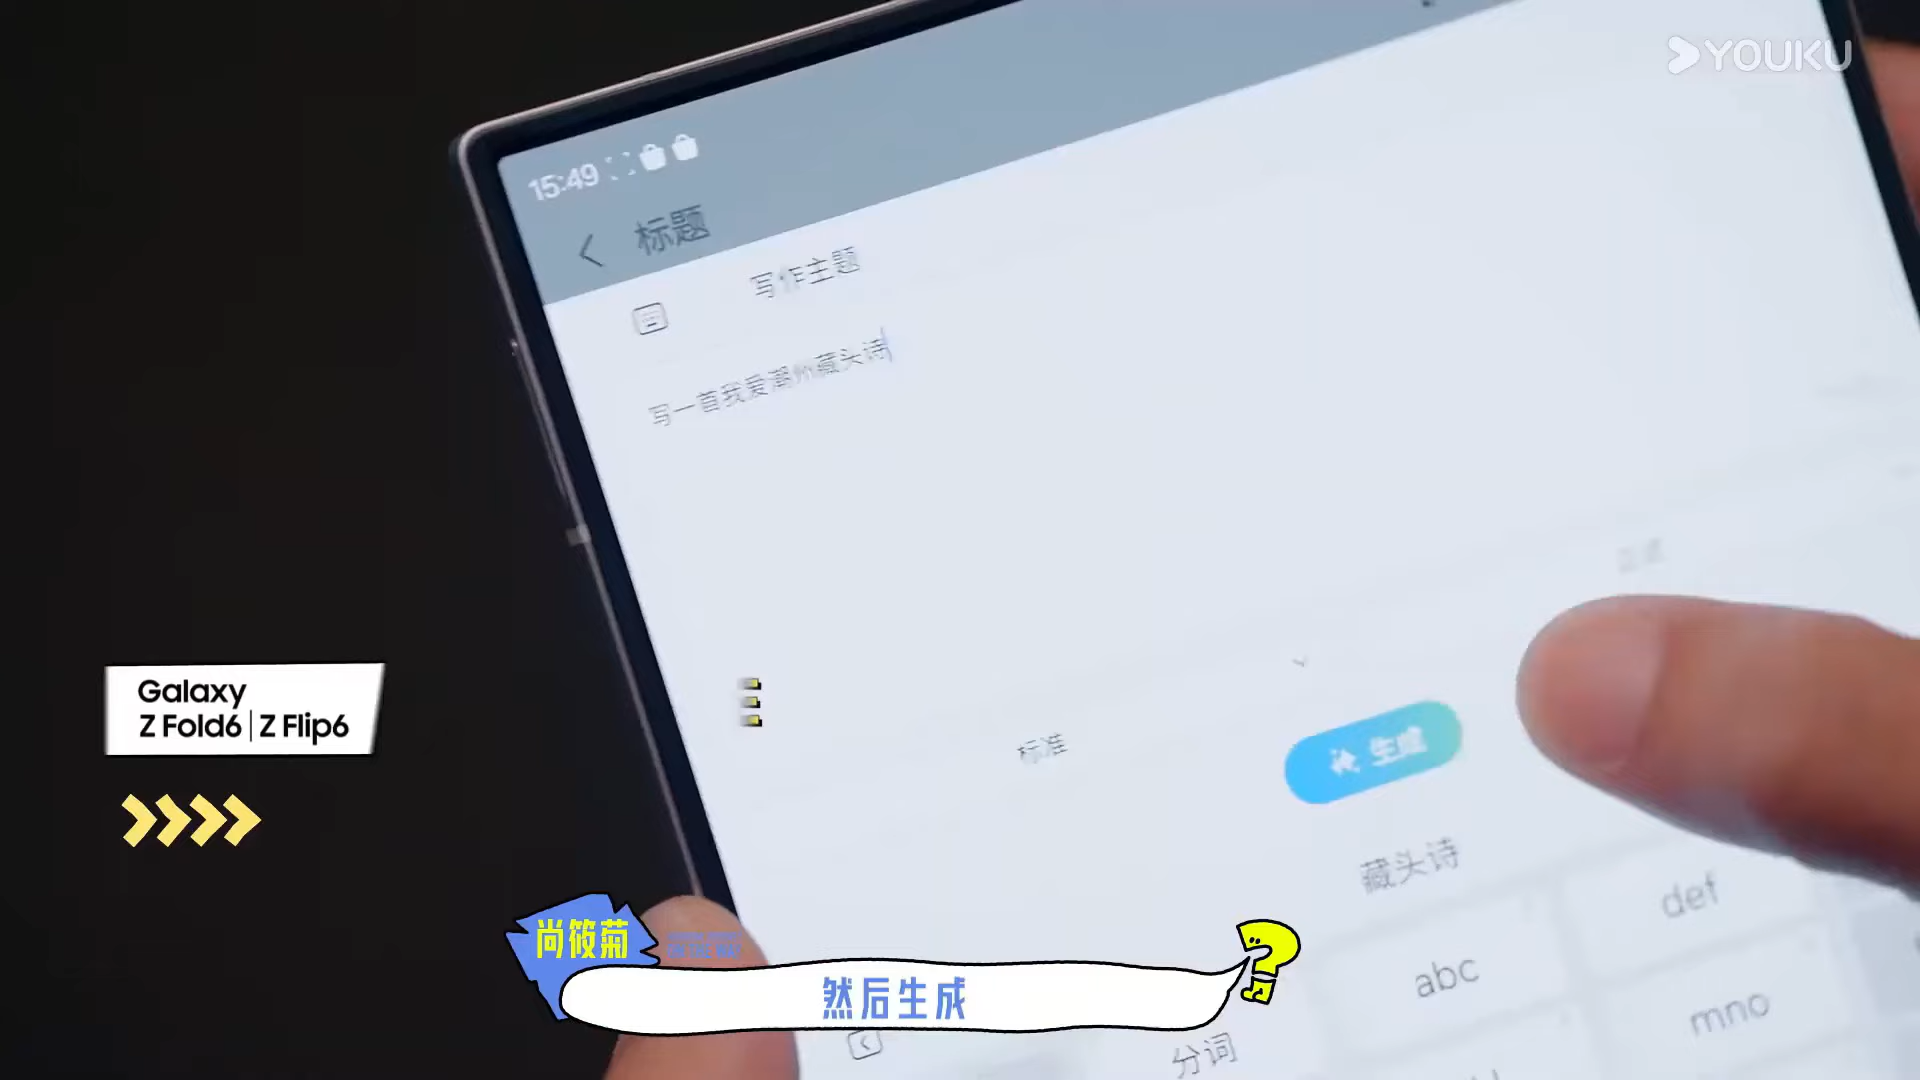 YOUKU
15:49
标题
写作主题
写一首我爱潮州藏头诗
标准
生成
藏头诗
def
abc
mno
分词
Galaxy
Z Fold6|Z Flip6
尚筱菊
然后生成